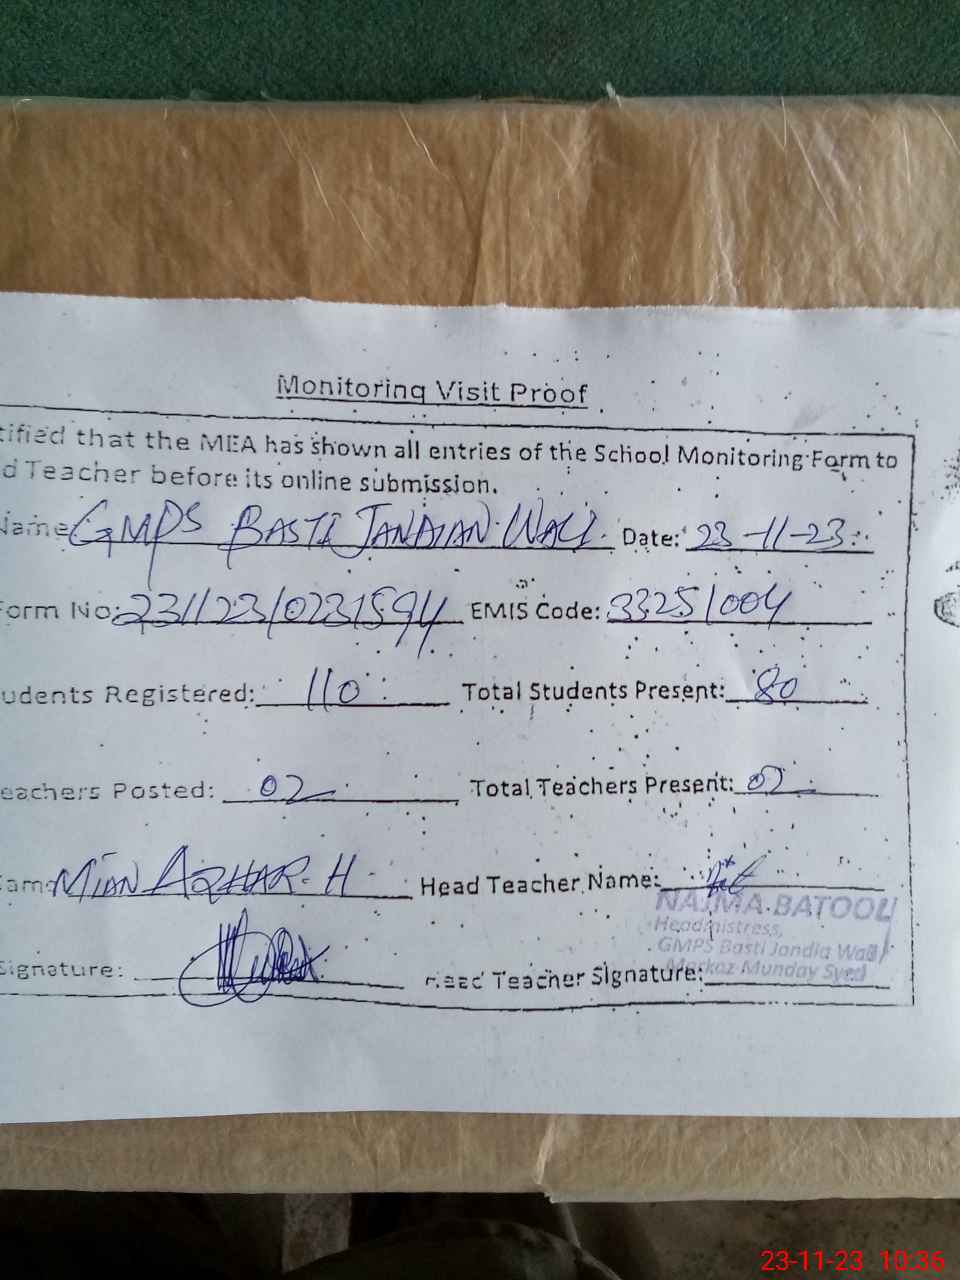 Monitoring Visit Proof
tified that the MEA has shown all entries of the School Monitoring Form to
d Teacher before its online submission.
Name GMPS BASTI JANDIAN WALI. Date: 23-11-23
Form No: 231123/0231594 EMIS Code: 33251004
udents Registered: 110 Total Students Present: 80
eachers Posted: 02 Total Teachers Present: 02
ame MIAN AZHAR. H Head Teacher Name:
NAJMA BATOOL
Headmistress,
GMPS Basti Jandia Wali
Markaz Munday Syed
Signature: Head Teacher Signature:
23-11-23 10:36